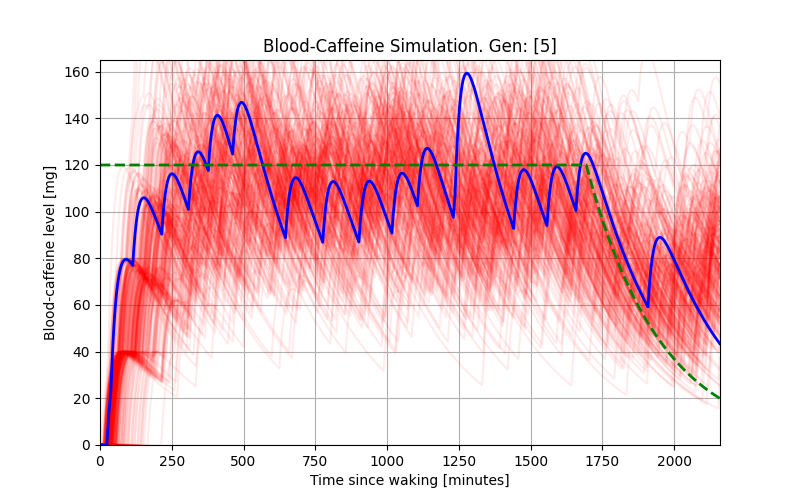 Blood-Caffeine Simulation. Gen: [5]
160
140
120
100
80
60
40
20
0
Blood-caffeine level [mg]
0 250 500 750 1000 1250 1500 1750 2000
Time since waking [minutes]